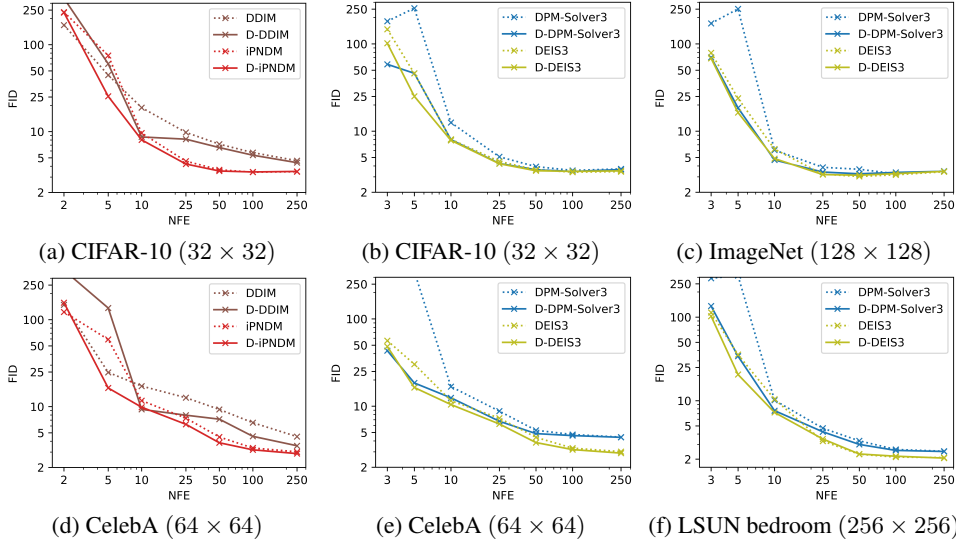 250
100
50
25
10
5
2
FID
2 5 10 25 50 100 250
NFE
DDIM
D-DDIM
iPNDM
D-iPNDM
(a) CIFAR-10 (32 × 32)
250
100
50
25
10
5
2
3 5 10 25 50 100 250
NFE
DPM-Solver3
D-DPM-Solver3
DEIS3
D-DEIS3
(b) CIFAR-10 (32 × 32)
250
100
50
25
10
5
2
3 5 10 25 50 100 250
NFE
DPM-Solver3
D-DPM-Solver3
DEIS3
D-DEIS3
(c) ImageNet (128 × 128)
250
100
50
25
10
5
2
FID
2 5 10 25 50 100 250
NFE
DDIM
D-DDIM
iPNDM
D-iPNDM
(d) CelebA (64 × 64)
250
100
50
25
10
5
2
3 5 10 25 50 100 250
NFE
DPM-Solver3
D-DPM-Solver3
DEIS3
D-DEIS3
(e) CelebA (64 × 64)
250
100
50
25
10
5
2
3 5 10 25 50 100 250
NFE
DPM-Solver3
D-DPM-Solver3
DEIS3
D-DEIS3
(f) LSUN bedroom (256 × 256)